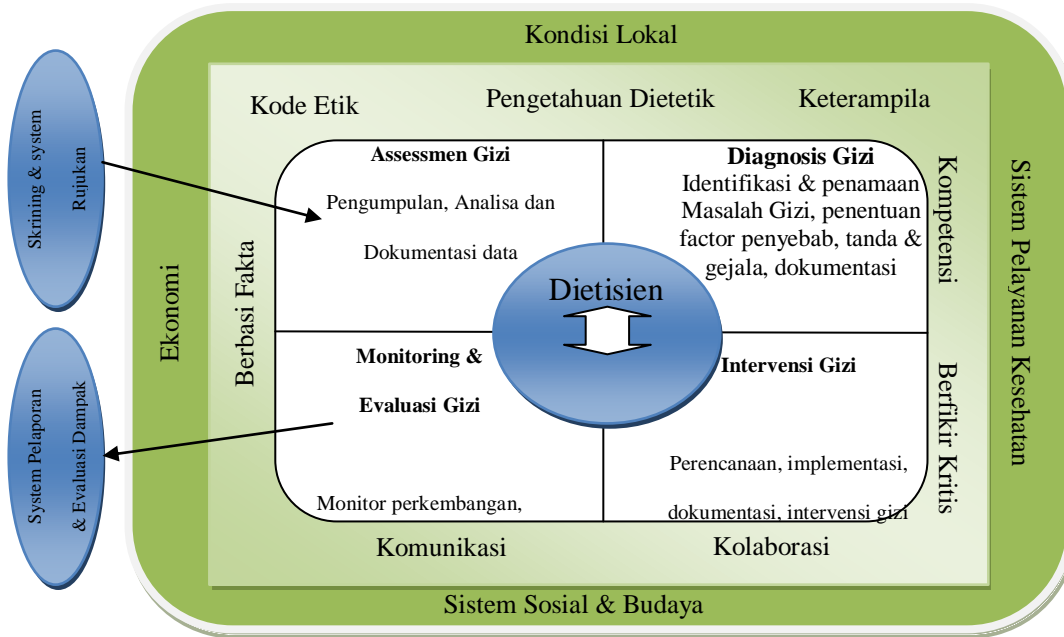 Kondisi Lokal
Skrining & system
Rujukan
Kode Etik
Pengetahuan Dietetik
Keterampila
Assessmen Gizi
Pengumpulan, Analisa dan
Dokumentasi data
Diagnosis Gizi
Identifikasi & penamaan
Masalah Gizi, penentuan
factor penyebab, tanda &
gejala, dokumentasi
Kompetensi
Sistem Pelayanan Kesehatan
Ekonomi
Berbasi Fakta
Dietisien
System Pelaporan
& Evaluasi Dampak
Monitoring &
Evaluasi Gizi
Monitor perkembangan,
Intervensi Gizi
Perencanaan, implementasi,
dokumentasi, intervensi gizi
Berfikir Kritis
Komunikasi
Kolaborasi
Sistem Sosial & Budaya